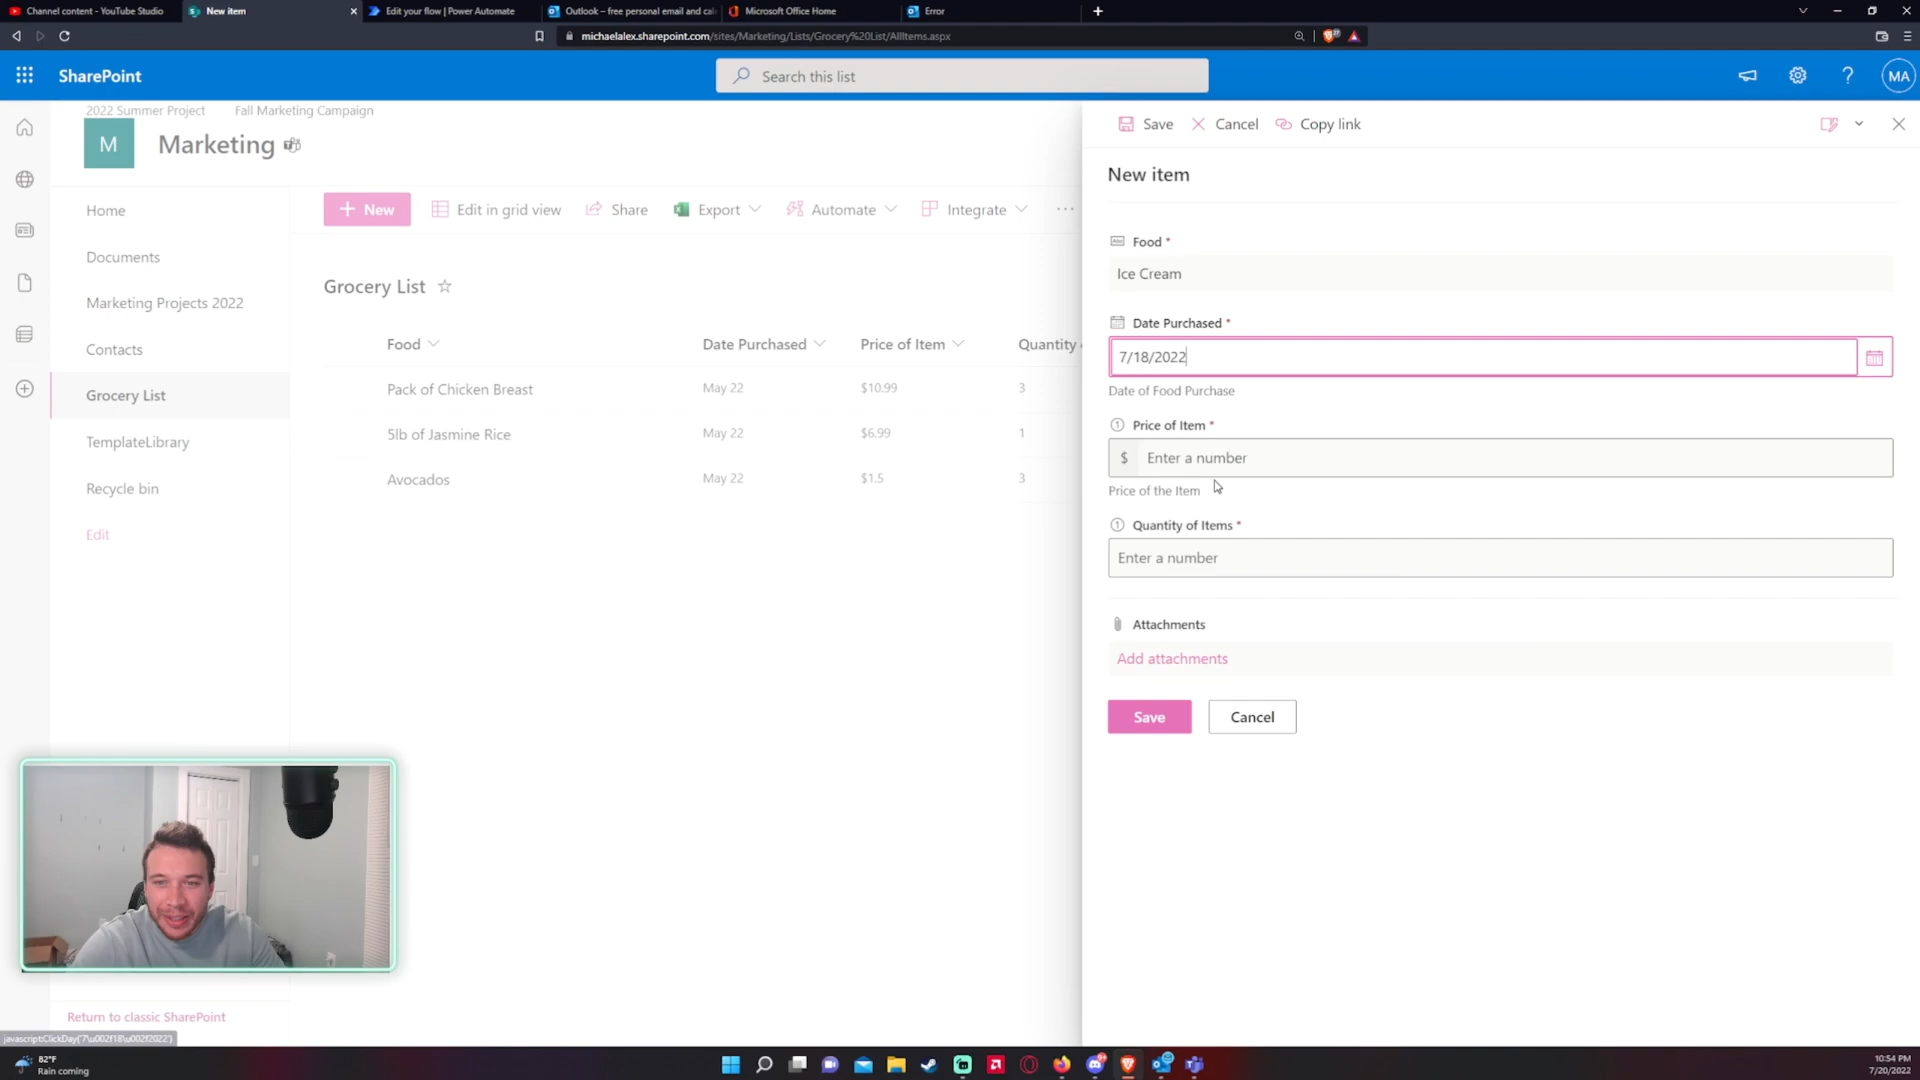 Channel content - YouTube Studio
New item
Edit your flow | Power Automate
Outlook – free personal email and cal
Microsoft Office Home
Error
michaelalex.sharepoint.com/sites/Marketing/Lists/Grocery%20List/AllItems.aspx
SharePoint
Search this list
MA
2022 Summer Project
Fall Marketing Campaign
M
Marketing
Save
Cancel
Copy link
New item
Home
Documents
Marketing Projects 2022
Contacts
Grocery List
TemplateLibrary
Recycle bin
Edit
New
Edit in grid view
Share
Export
Automate
Integrate
Grocery List
Food
Date Purchased
Price of Item
Quantity
Pack of Chicken Breast
May 22
$10.99
3
5lb of Jasmine Rice
May 22
$6.99
1
Avocados
May 22
$1.5
3
Food *
Ice Cream
Date Purchased *
7/18/2022
Date of Food Purchase
Price of Item *
$
Enter a number
Price of the Item
Quantity of Items *
Enter a number
Attachments
Add attachments
Save
Cancel
Return to classic SharePoint
javascript:ClickDay('7\u002f18\u002f2022')
82°F
Rain coming
10:54 PM
7/20/2022